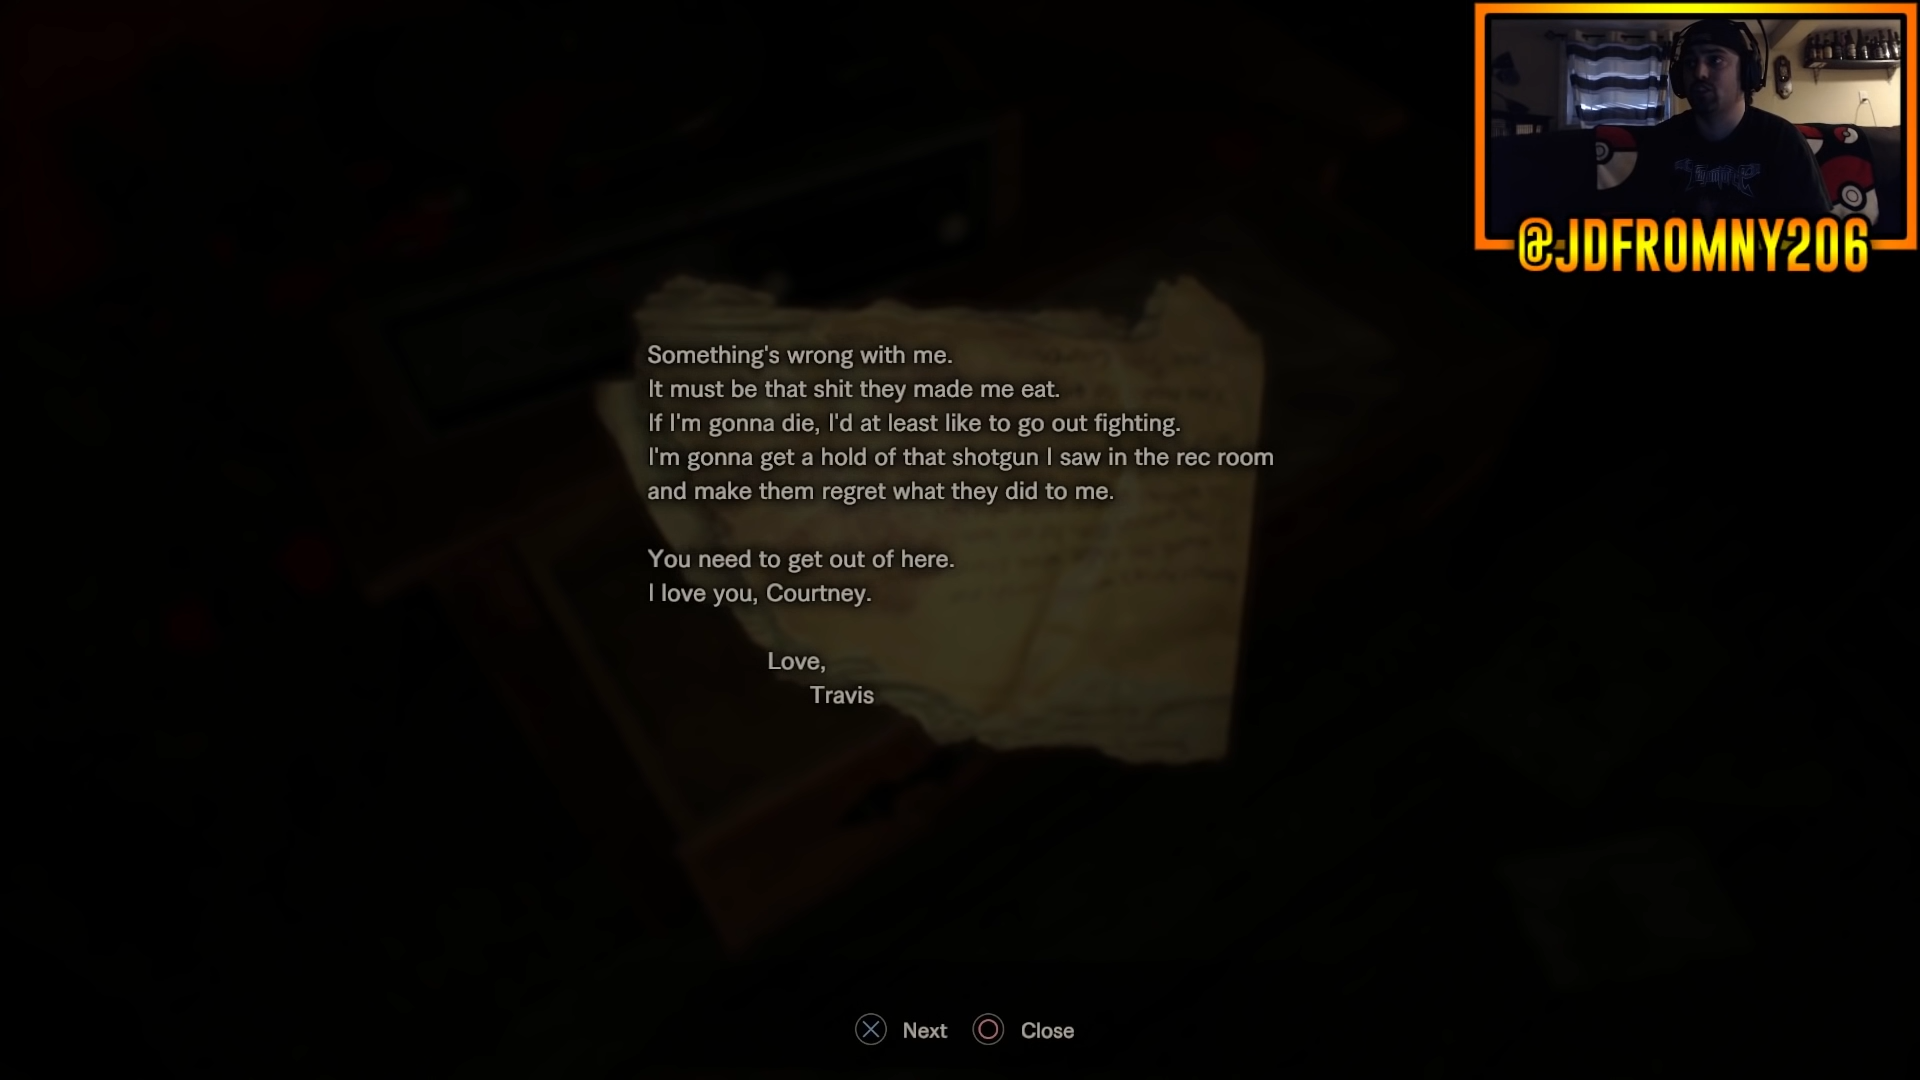 @JDFROMNY206
Something's wrong with me.
It must be that shit they made me eat.
If I'm gonna die, I'd at least like to go out fighting.
I'm gonna get a hold of that shotgun I saw in the rec room
and make them regret what they did to me.
You need to get out of here.
I love you, Courtney.
Love,
Travis
Next
Close